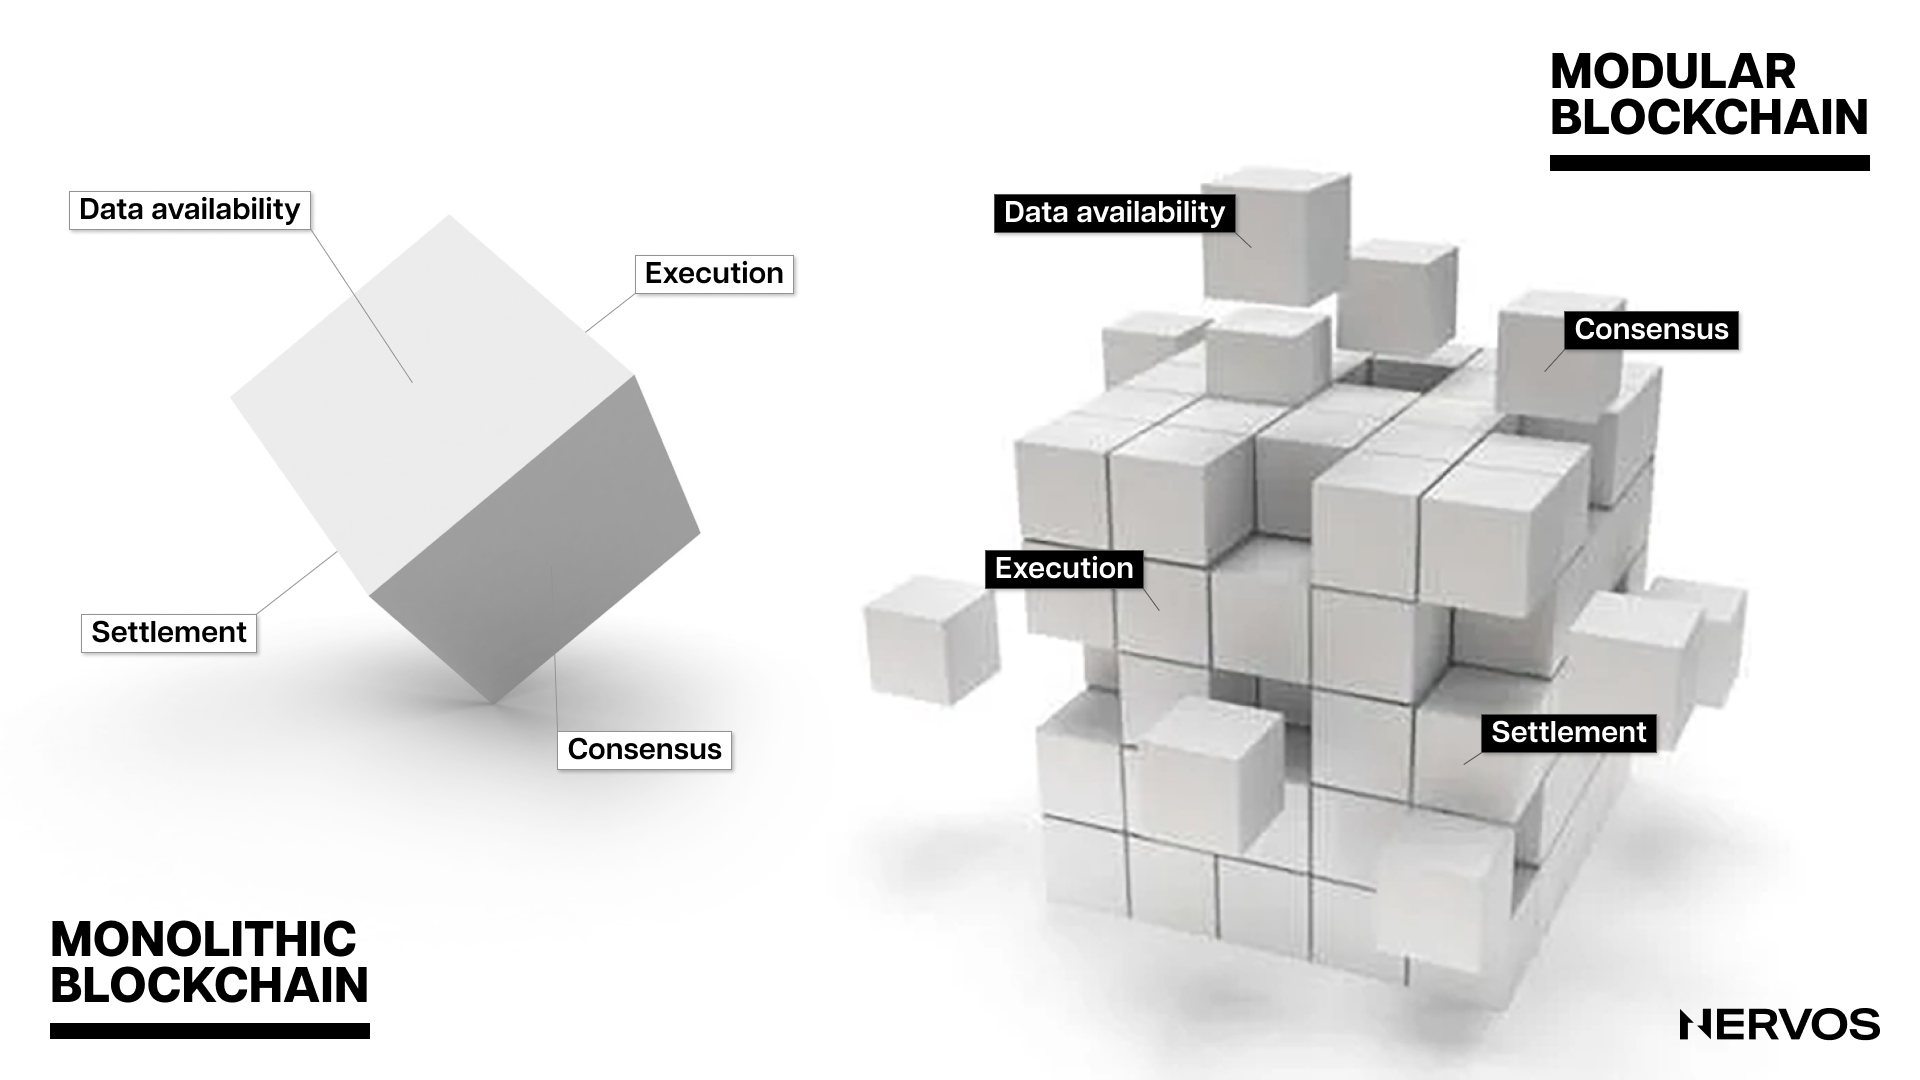 MODULAR
BLOCKCHAIN
Data availability
Execution
Settlement
Consensus
MONOLITHIC
BLOCKCHAIN
Data availability
Consensus
Execution
Settlement
NERVOS